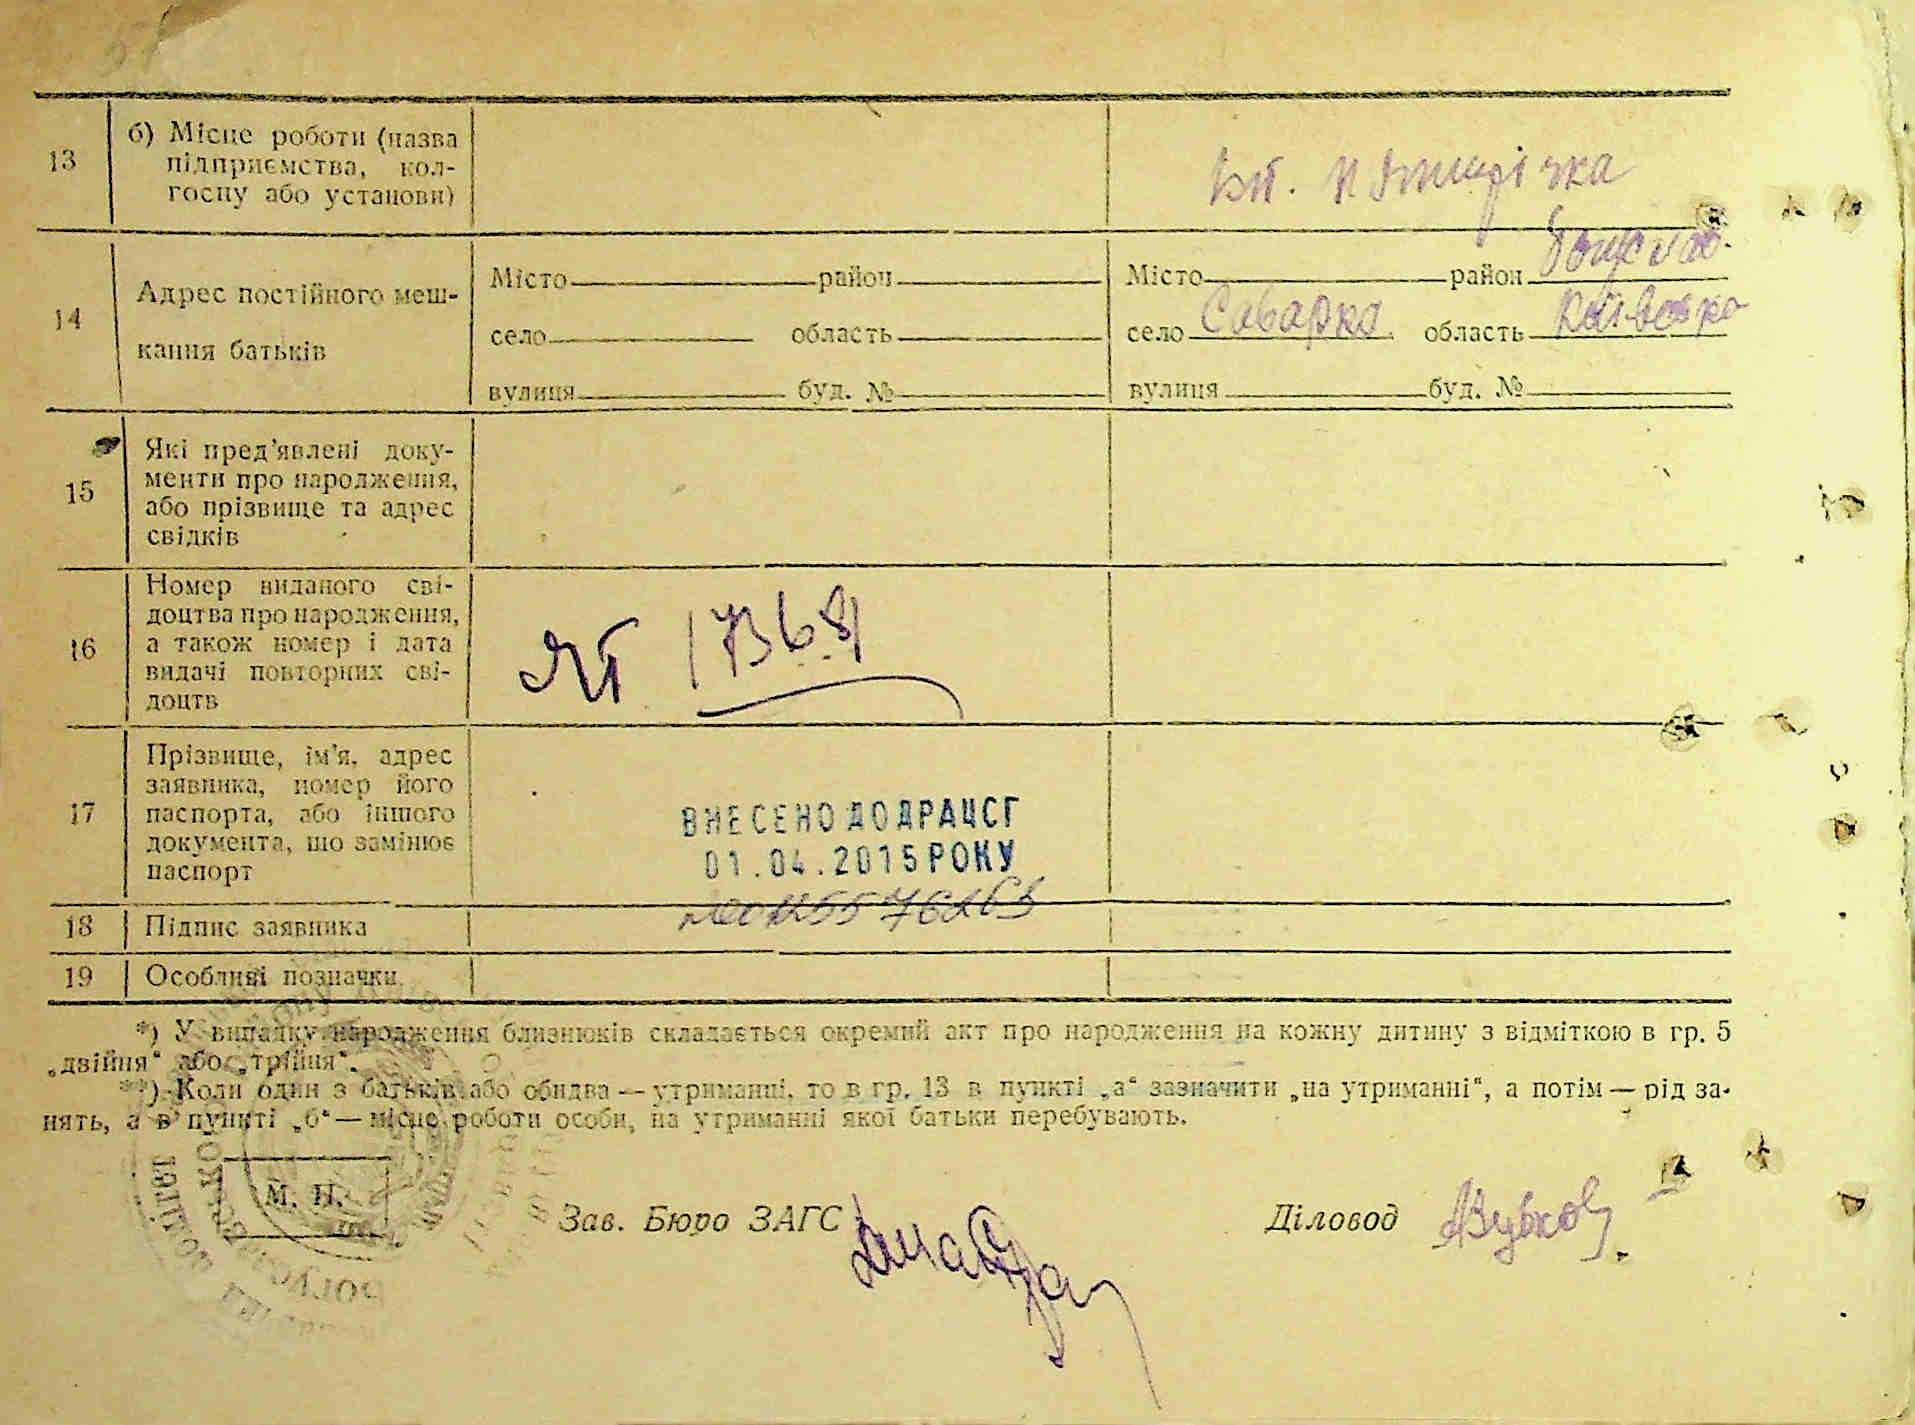 13
б) Місце роботи (назва
підприємства, кол-
госпу або установи)
14
Адрес постійного меш-
кання батьків
Місто район
село область
вулиця буд. №
Місто район Богуслав.
село Саварка область Київська
вулиця буд. №
15
Які пред'явлені доку-
менти про народження,
або прізвище та адрес
свідків
16
Номер виданого сві-
доцтва про народження,
а також номер і дата
видачі повторних сві-
доцтв
ЯТ 173681
17
Прізвище, ім'я, адрес
заявника, номер його
паспорта, або іншого
документа, що замінює
паспорт
ВНЕСЕНО ДО ДРАЦСГ
01.04.2015 РОКУ
18
Підпис заявника
19
Особливі позначки
*) У випадку народження близнюків складається окремий акт про народження на кожну дитину з відміткою в гр. 5
„двійня" або „трійня".
**) Коли один з батьків або обидва — утриманці, то в гр. 13 в пункті „а" зазначити „на утриманні", а потім — рід за-
нять, а в пункті „б" — місце роботи особи, на утриманні якої батьки перебувають.
М. П.
Зав. Бюро ЗАГС
Діловод